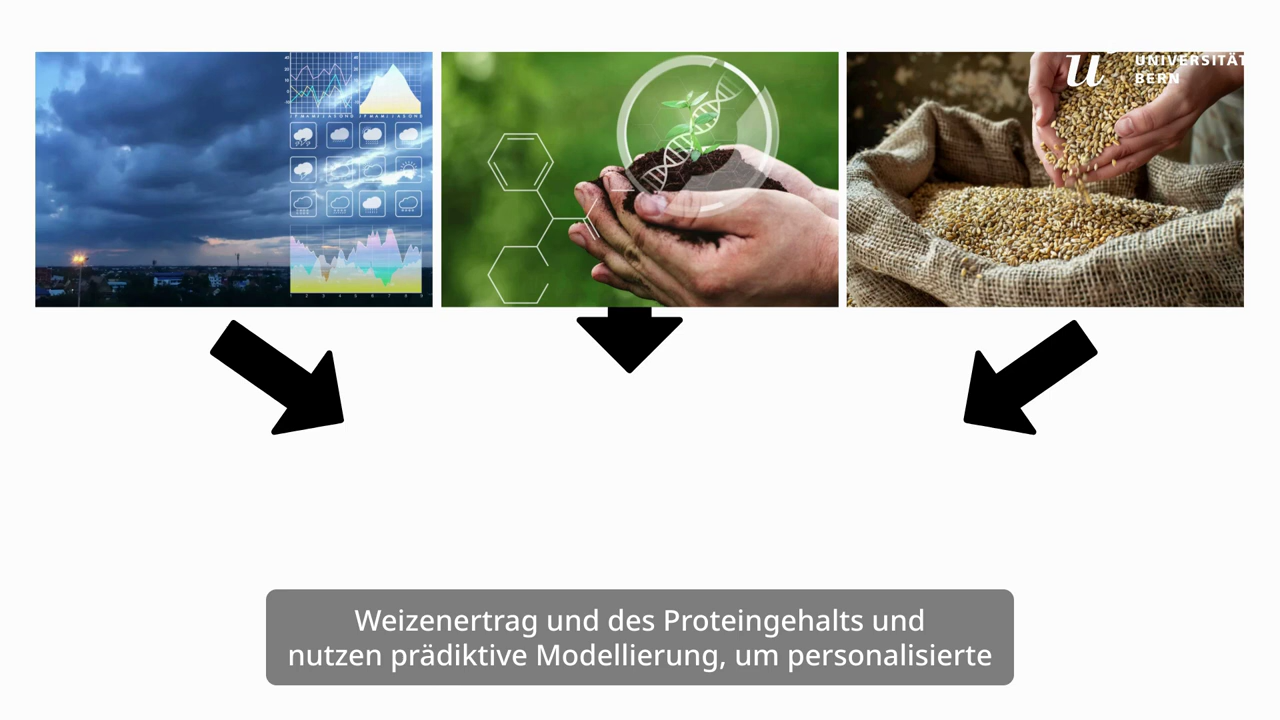 u
UNIVERSITÄT
BERN
Weizenertrag und des Proteingehalts und
nutzen prädiktive Modellierung, um personalisierte